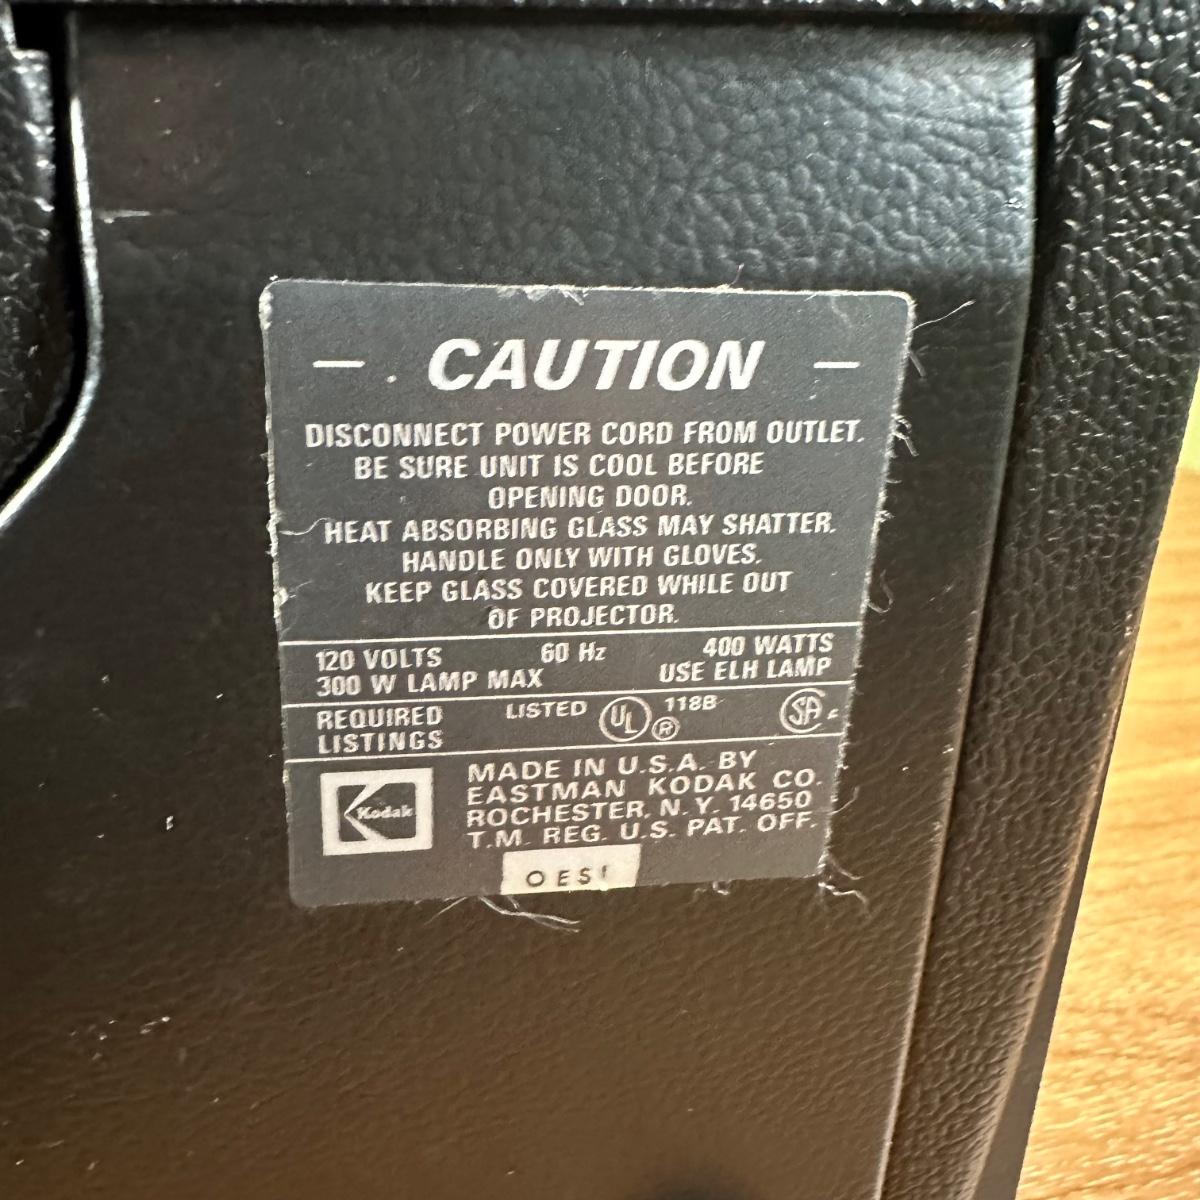 — CAUTION —
DISCONNECT POWER CORD FROM OUTLET.
BE SURE UNIT IS COOL BEFORE
OPENING DOOR.
HEAT ABSORBING GLASS MAY SHATTER.
HANDLE ONLY WITH GLOVES.
KEEP GLASS COVERED WHILE OUT
OF PROJECTOR.
120 VOLTS 60 Hz 400 WATTS
300 W LAMP MAX USE ELH LAMP
REQUIRED LISTED UL ® 118B SA
LISTINGS
Kodak
MADE IN U.S.A. BY
EASTMAN KODAK CO.
ROCHESTER, N.Y. 14650
T.M. REG. U.S. PAT. OFF.